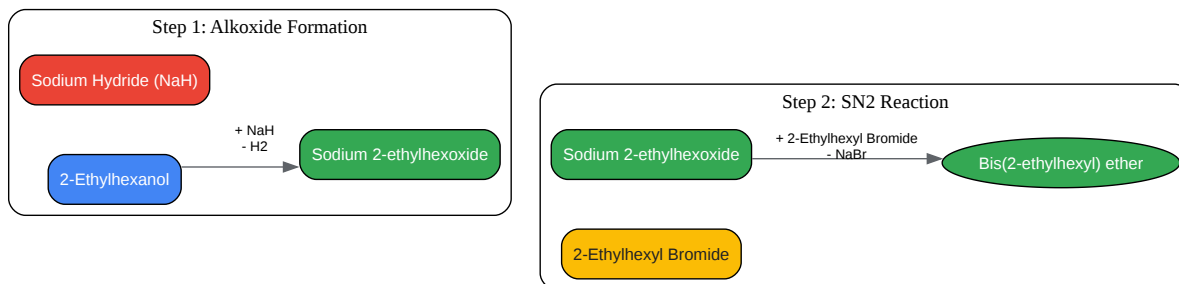 Step 1: Alkoxide Formation
Sodium Hydride (NaH)
+ NaH
- H2
2-Ethylhexanol
Sodium 2-ethylhexoxide
Step 2: SN2 Reaction
Sodium 2-ethylhexoxide
+ 2-Ethylhexyl Bromide
- NaBr
Bis(2-ethylhexyl) ether
2-Ethylhexyl Bromide